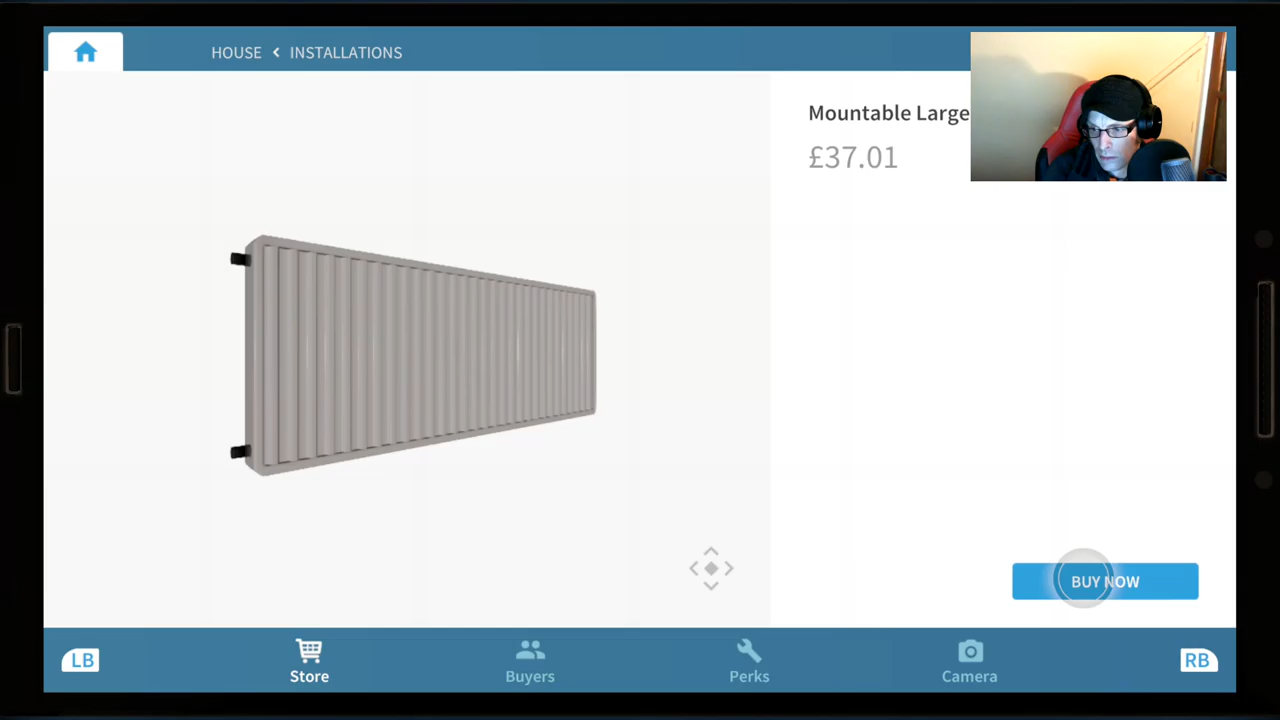 HOUSE < INSTALLATIONS
Mountable Large
£37.01
BUY NOW
LB
Store
Buyers
Perks
Camera
RB